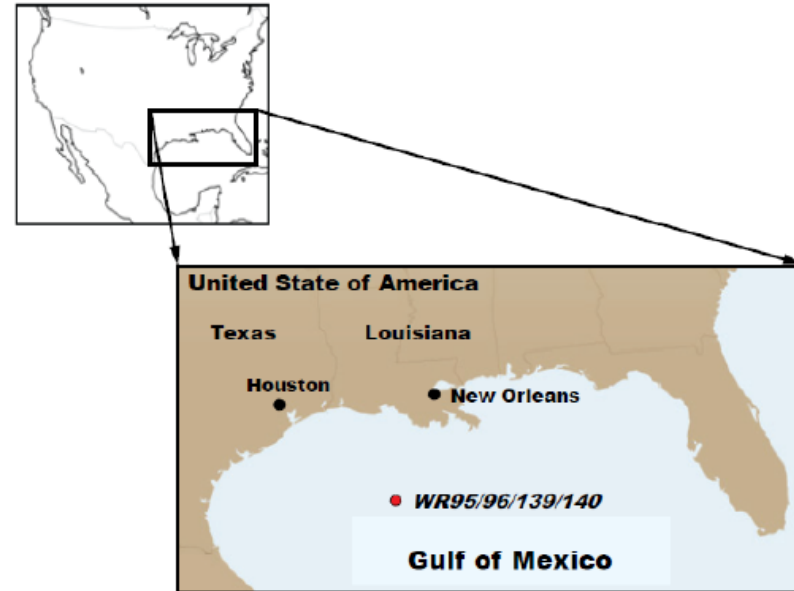 United State of America
Texas
Louisiana
Houston
New Orleans
WR95/96/139/140
Gulf of Mexico